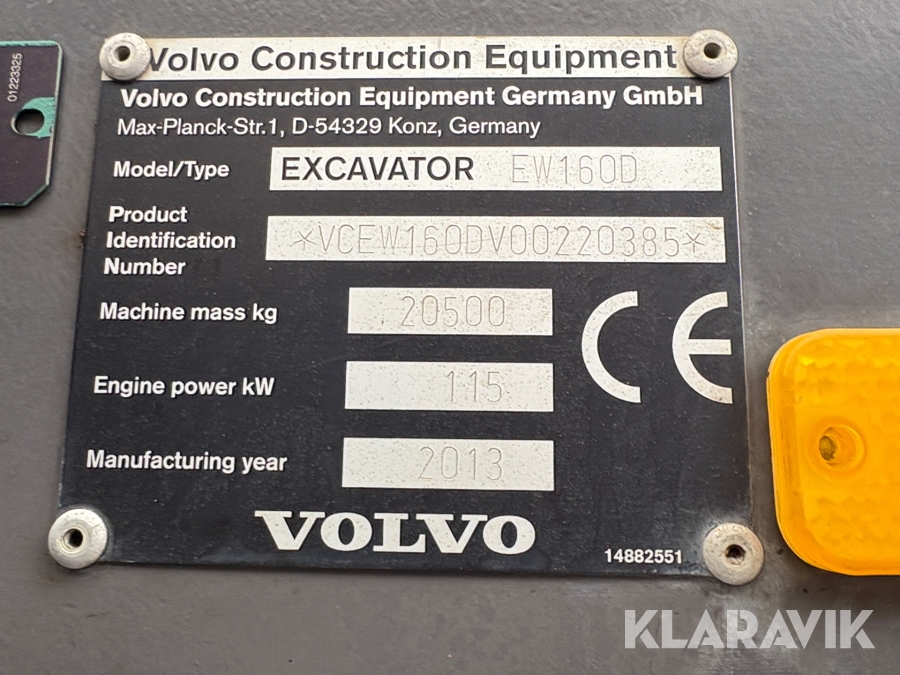 01223325
Volvo Construction Equipment
Volvo Construction Equipment Germany GmbH
Max-Planck-Str.1, D-54329 Konz, Germany
Model/Type EXCAVATOR EW160D
Product
Identification
Number
*VCEW160DV00220385*
Machine mass kg 20500
Engine power kW 115
CE
Manufacturing year 2013
VOLVO
14882551
KLARAVIK